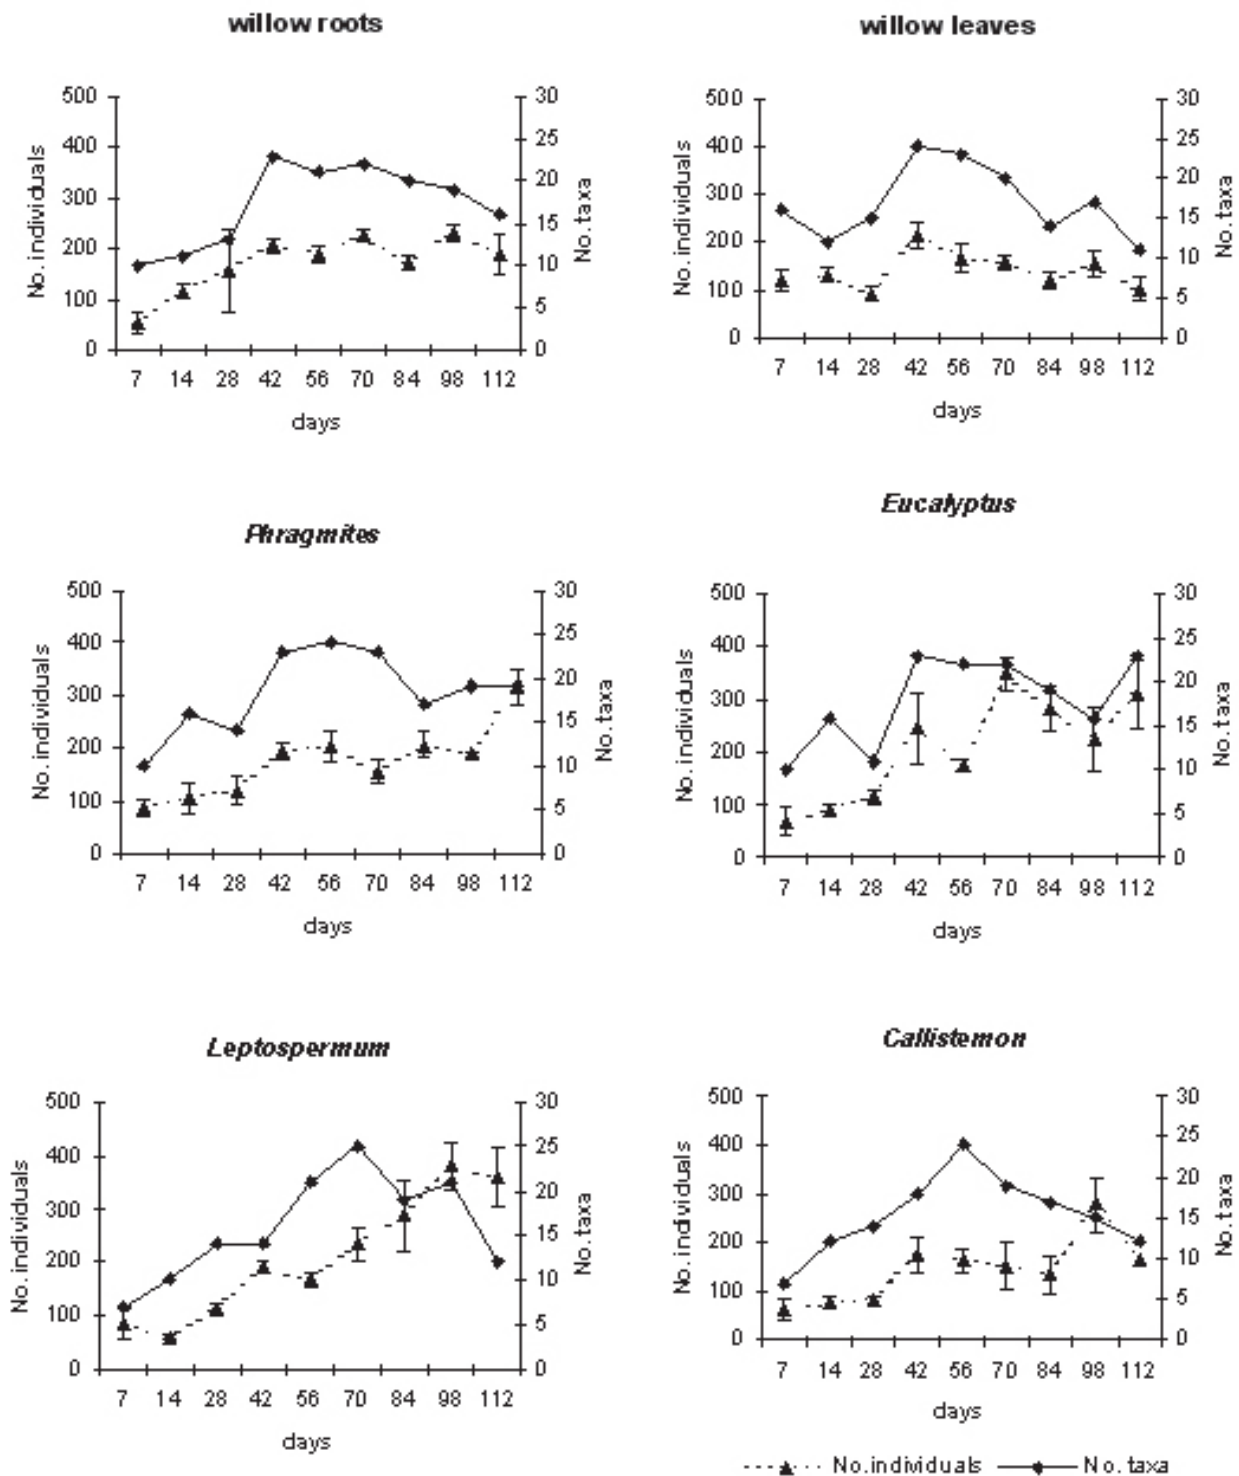 willow roots
500
400
300
200
100
0
No. individuals
30
25
20
15
10
5
0
No. taxa
7 14 28 42 56 70 84 98 112
days
willow leaves
500
400
300
200
100
0
No. individuals
30
25
20
15
10
5
0
No. taxa
7 14 28 42 56 70 84 98 112
days
Phragmites
500
400
300
200
100
0
No. individuals
30
25
20
15
10
5
0
No. taxa
7 14 28 42 56 70 84 98 112
days
Eucalyptus
500
400
300
200
100
0
No. individuals
30
25
20
15
10
5
0
No. taxa
7 14 28 42 56 70 84 98 112
days
Leptospermum
500
400
300
200
100
0
No. individuals
30
25
20
15
10
5
0
No. taxa
7 14 28 42 56 70 84 98 112
days
Callistemon
500
400
300
200
100
0
No. individuals
30
25
20
15
10
5
0
No. taxa
7 14 28 42 56 70 84 98 112
days
No. individuals No. taxa